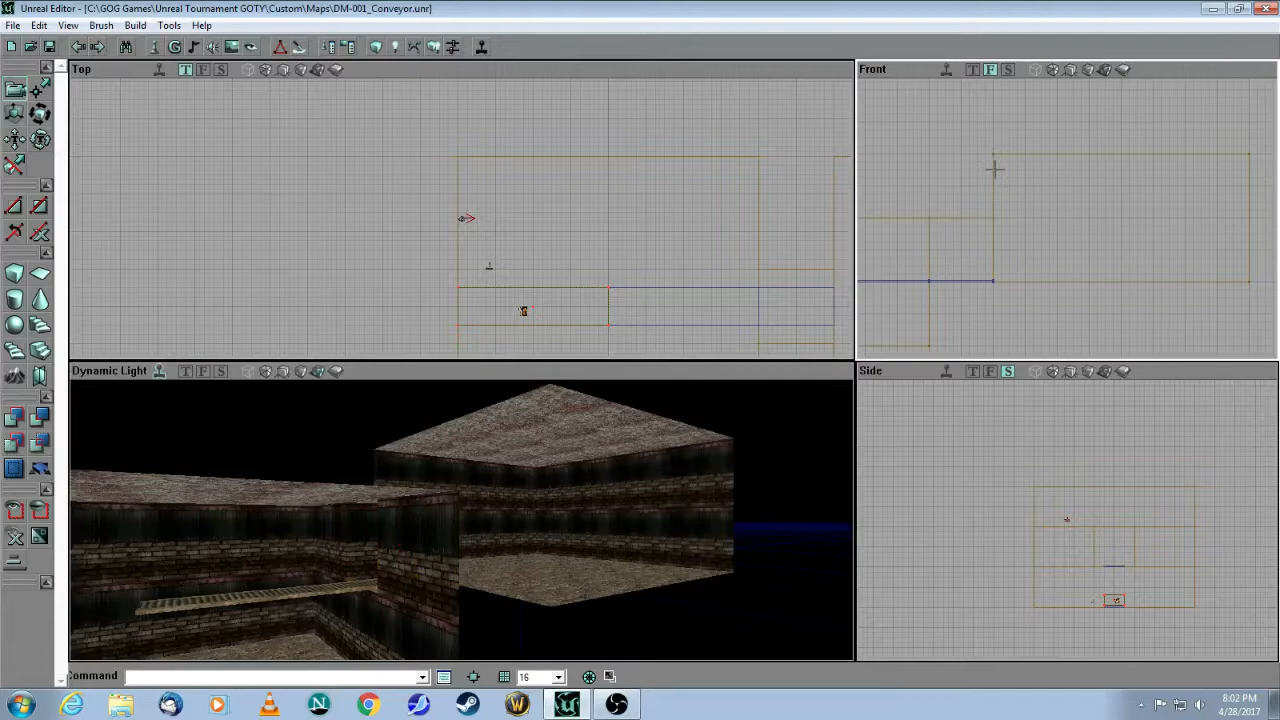 Unreal Editor - [C:\GOG Games\Unreal Tournament GOTY\Custom\Maps\DM-001_Conveyor.unr]
File Edit View Brush Build Tools Help
Top T F S
Front T F S
Dynamic Light T F S
Side T F S
Command 16
8:02 PM
4/28/2017